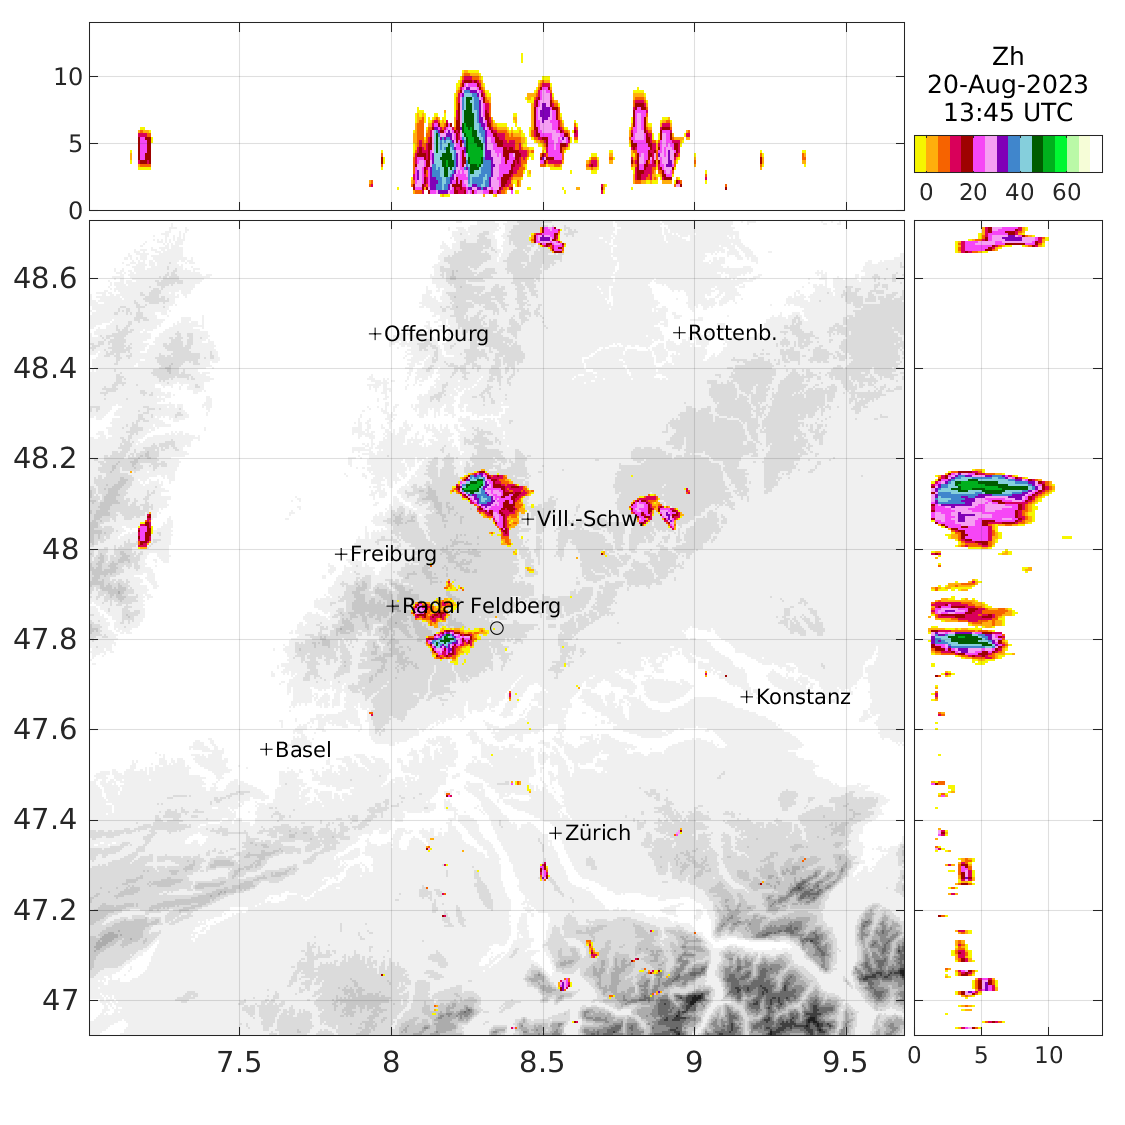 Zh
20-Aug-2023
13:45 UTC
0 20 40 60
10
5
0
48.6
48.4
48.2
48
47.8
47.6
47.4
47.2
47
Offenburg
Rottenb.
Vill.-Schw.
Freiburg
Radar Feldberg
Konstanz
Basel
Zürich
7.5 8 8.5 9 9.5
0 5 10